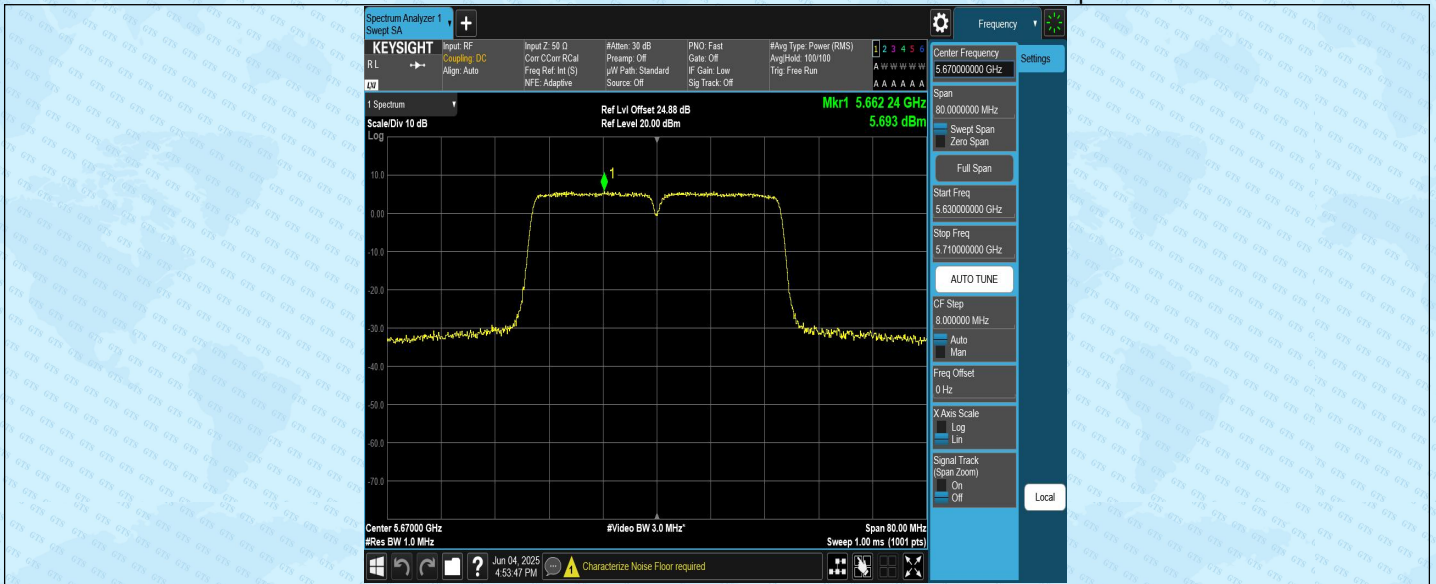 Spectrum Analyzer 1
Swept SA
+
Frequency
KEYSIGHT
R L
LXI
Input: RF
Coupling: DC
Align: Auto
Input Z: 50 Ω
Corr CCorr RCal
Freq Ref: Int (S)
NFE: Adaptive
#Atten: 30 dB
Preamp: Off
µW Path: Standard
Source: Off
PNO: Fast
Gate: Off
IF Gain: Low
Sig Track: Off
#Avg Type: Power (RMS)
Avg|Hold: 100/100
Trig: Free Run
1 2 3 4 5 6
A W W W W W
A A A A A A
1 Spectrum
Scale/Div 10 dB
Log
Ref Lvl Offset 24.88 dB
Ref Level 20.00 dBm
Mkr1 5.662 24 GHz
5.693 dBm
1
10.0
0.00
-10.0
-20.0
-30.0
-40.0
-50.0
-60.0
-70.0
Center 5.67000 GHz
#Res BW 1.0 MHz
#Video BW 3.0 MHz*
Span 80.00 MHz
Sweep 1.00 ms (1001 pts)
Center Frequency
5.670000000 GHz
Settings
Span
80.0000000 MHz
Swept Span
Zero Span
Full Span
Start Freq
5.630000000 GHz
Stop Freq
5.710000000 GHz
AUTO TUNE
CF Step
8.000000 MHz
Auto
Man
Freq Offset
0 Hz
X Axis Scale
Log
Lin
Signal Track
(Span Zoom)
On
Off
Local
?
Jun 04, 2025
4:53:47 PM
1
Characterize Noise Floor required
GTS